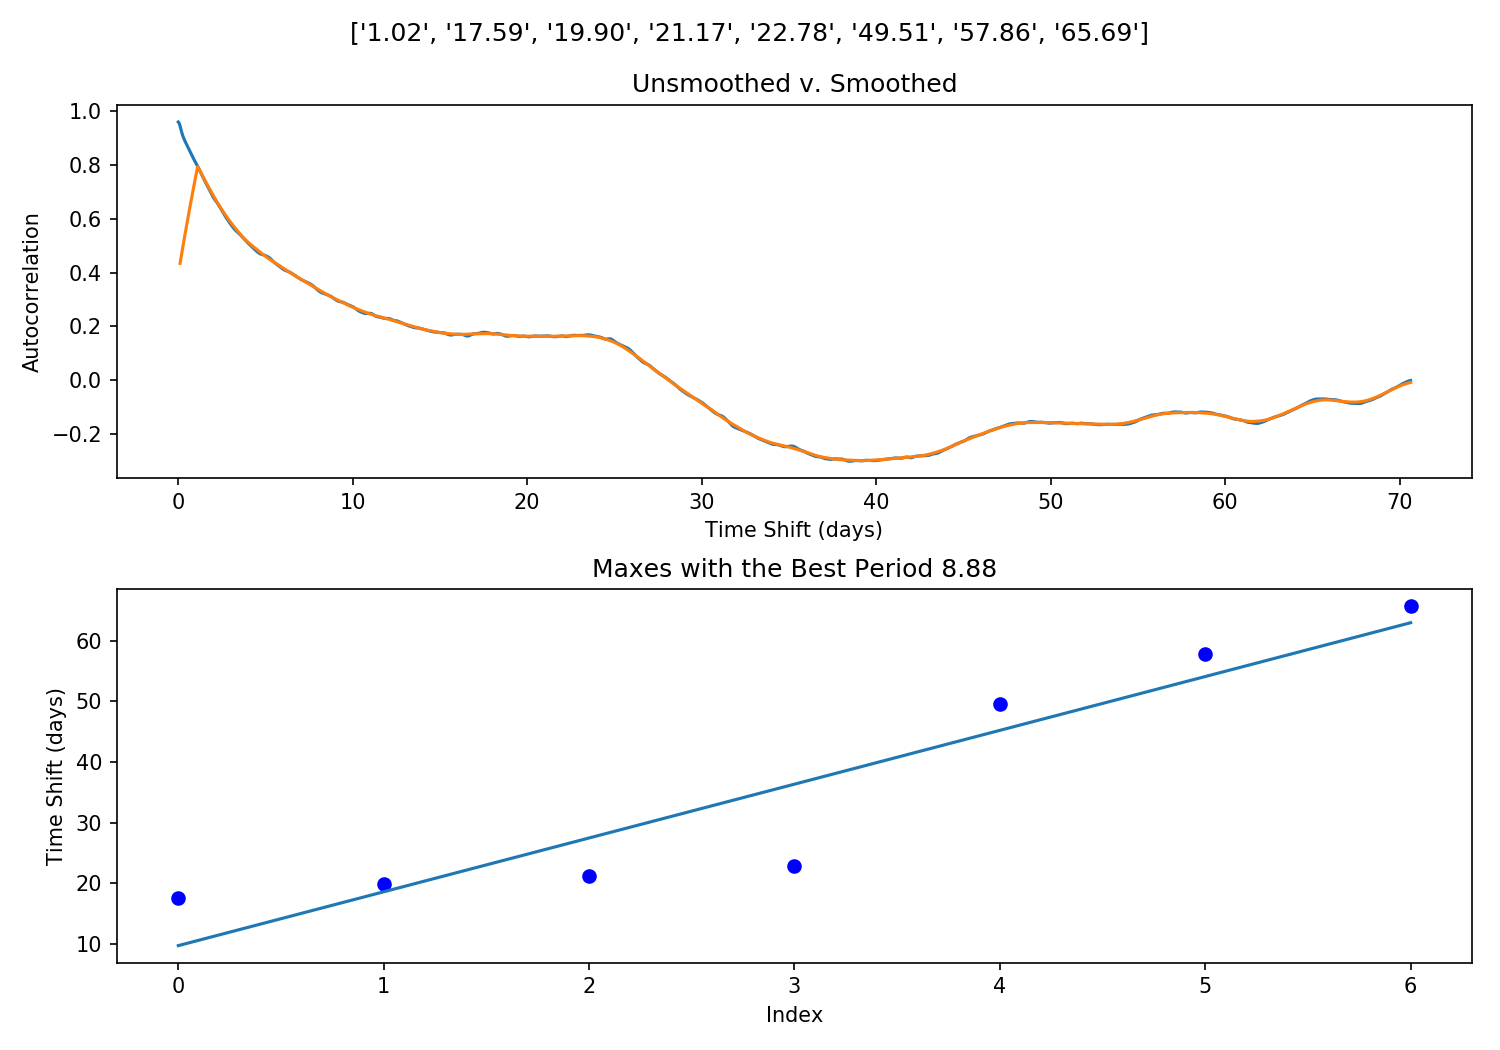 ['1.02', '17.59', '19.90', '21.17', '22.78', '49.51', '57.86', '65.69']
Unsmoothed v. Smoothed
1.0
0.8
0.6
0.4
0.2
0.0
−0.2
Autocorrelation
0 10 20 30 40 50 60 70
Time Shift (days)
Maxes with the Best Period 8.88
60
50
40
30
20
10
Time Shift (days)
0 1 2 3 4 5 6
Index